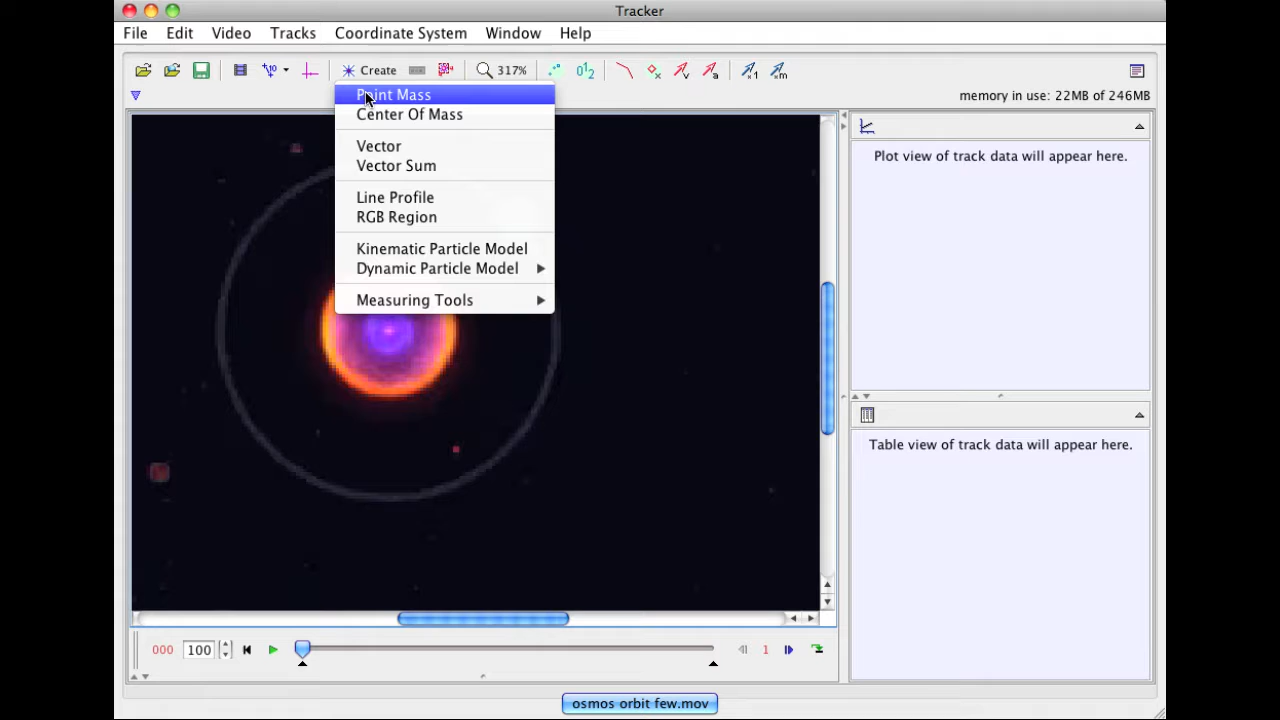 Tracker
File Edit Video Tracks Coordinate System Window Help
Create 317%
memory in use: 22MB of 246MB
Point Mass
Center Of Mass
Vector
Vector Sum
Line Profile
RGB Region
Kinematic Particle Model
Dynamic Particle Model
Measuring Tools
Plot view of track data will appear here.
Table view of track data will appear here.
000 100 1
osmos orbit few.mov